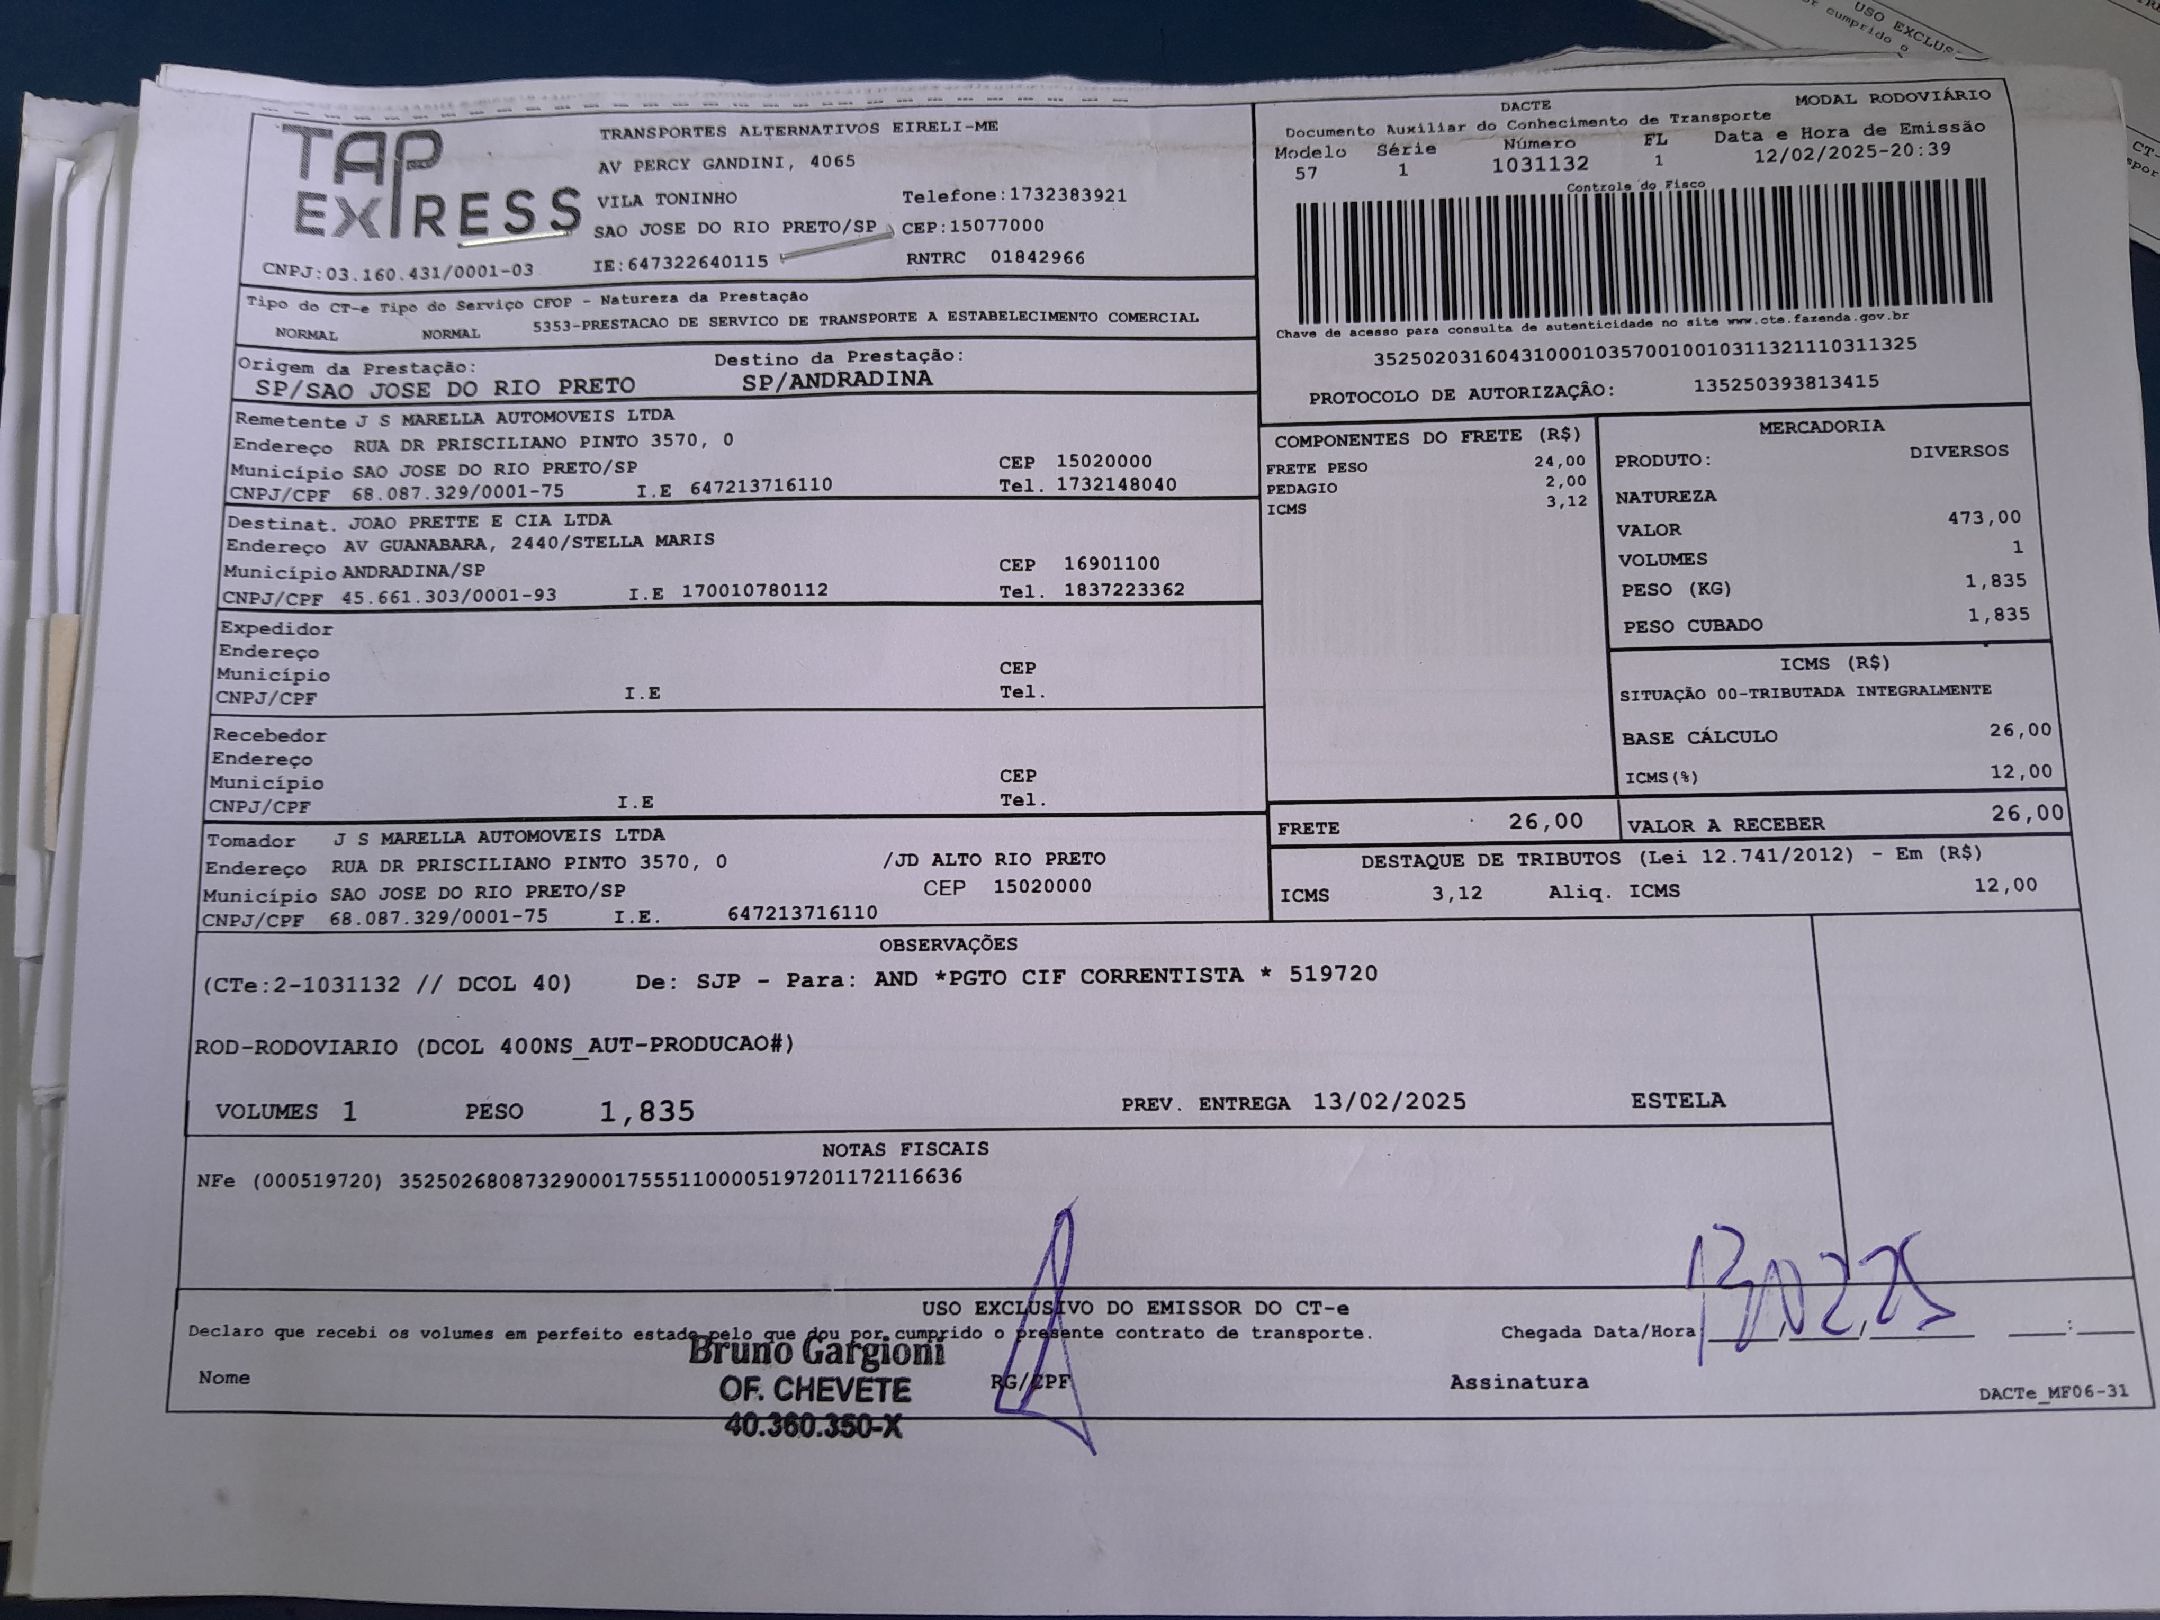 TAP EXPRESS
TRANSPORTES ALTERNATIVOS EIRELI-ME
AV PERCY GANDINI, 4065
VILA TONINHO Telefone:1732383921
SAO JOSE DO RIO PRETO/SP CEP:15077000
CNPJ:03.160.431/0001-03 IE:647322640115 RNTRC 01842966
DACTE MODAL RODOVIÁRIO
Documento Auxiliar do Conhecimento de Transporte
Modelo Série Número FL Data e Hora de Emissão
57 1 1031132 1 12/02/2025-20:39
Controle do Fisco
Chave de acesso para consulta de autenticidade no site www.cte.fazenda.gov.br
35250203160431000103570010010311321110311325
PROTOCOLO DE AUTORIZAÇÃO: 135250393813415
Tipo do CT-e Tipo do Serviço CFOP - Natureza da Prestação
NORMAL NORMAL 5353-PRESTACAO DE SERVICO DE TRANSPORTE A ESTABELECIMENTO COMERCIAL
Origem da Prestação: Destino da Prestação:
SP/SAO JOSE DO RIO PRETO SP/ANDRADINA
Remetente J S MARELLA AUTOMOVEIS LTDA
Endereço RUA DR PRISCILIANO PINTO 3570, 0
Município SAO JOSE DO RIO PRETO/SP CEP 15020000
CNPJ/CPF 68.087.329/0001-75 I.E 647213716110 Tel. 1732148040
Destinat. JOAO PRETTE E CIA LTDA
Endereço AV GUANABARA, 2440/STELLA MARIS
Município ANDRADINA/SP CEP 16901100
CNPJ/CPF 45.661.303/0001-93 I.E 170010780112 Tel. 1837223362
Expedidor
Endereço
Município CEP
CNPJ/CPF I.E Tel.
Recebedor
Endereço
Município CEP
CNPJ/CPF I.E Tel.
Tomador J S MARELLA AUTOMOVEIS LTDA
Endereço RUA DR PRISCILIANO PINTO 3570, 0 /JD ALTO RIO PRETO
Município SAO JOSE DO RIO PRETO/SP CEP 15020000
CNPJ/CPF 68.087.329/0001-75 I.E. 647213716110
COMPONENTES DO FRETE (R$)
FRETE PESO 24,00
PEDAGIO 2,00
ICMS 3,12
MERCADORIA
PRODUTO: DIVERSOS
NATUREZA
VALOR 473,00
VOLUMES 1
PESO (KG) 1,835
PESO CUBADO 1,835
ICMS (R$)
SITUAÇÃO 00-TRIBUTADA INTEGRALMENTE
BASE CÁLCULO 26,00
ICMS(%) 12,00
FRETE 26,00 VALOR A RECEBER 26,00
DESTAQUE DE TRIBUTOS (Lei 12.741/2012) - Em (R$)
ICMS 3,12 Aliq. ICMS 12,00
OBSERVAÇÕES
(CTe:2-1031132 // DCOL 40) De: SJP - Para: AND *PGTO CIF CORRENTISTA * 519720
ROD-RODOVIARIO (DCOL 400NS_AUT-PRODUCAO#)
VOLUMES 1 PESO 1,835 PREV. ENTREGA 13/02/2025 ESTELA
NOTAS FISCAIS
NFe (000519720) 35250268087329000175551100005197201172116636
USO EXCLUSIVO DO EMISSOR DO CT-e
Declaro que recebi os volumes em perfeito estado pelo que dou por cumprido o presente contrato de transporte. Chegada Data/Hora 13/02/25 :
Nome RG/CPF Assinatura
Bruno Gargioni
OF. CHEVETE
40.360.350-X
DACTe_MF06-31